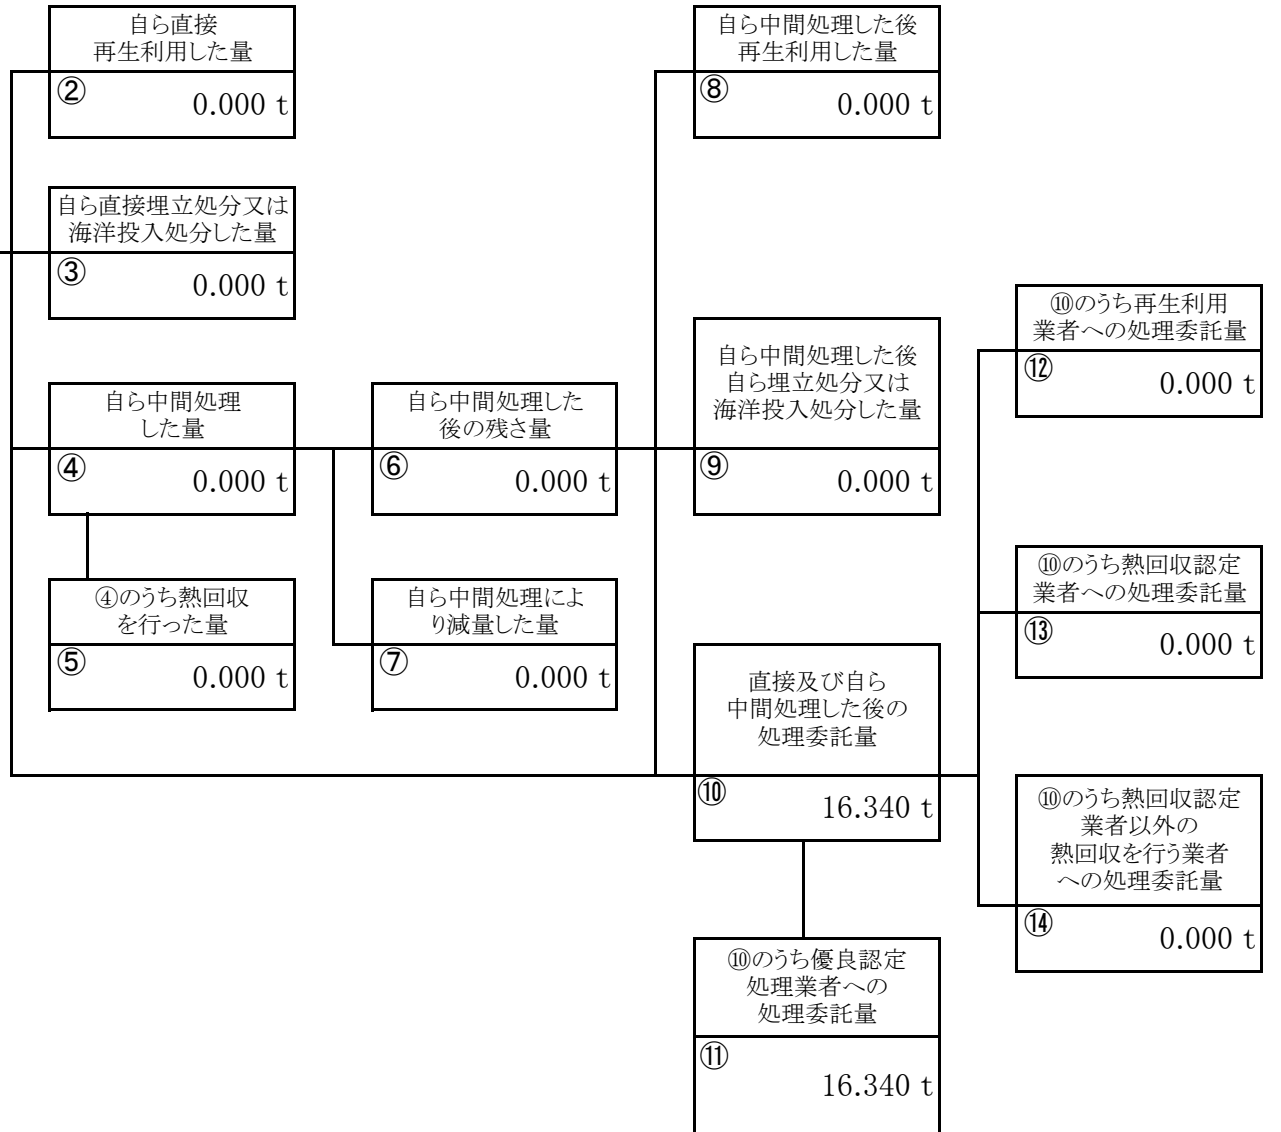 自ら直接
再生利用した量
②
0.000 t
自ら直接埋立処分又は
海洋投入処分した量
③
0.000 t
自ら中間処理
した量
④
0.000 t
④のうち熱回収
を行った量
⑤
0.000 t
自ら中間処理した
後の残さ量
⑥
0.000 t
自ら中間処理によ
り減量した量
⑦
0.000 t
自ら中間処理した後
再生利用した量
⑧
0.000 t
自ら中間処理した後
自ら埋立処分又は
海洋投入処分した量
⑨
0.000 t
直接及び自ら
中間処理した後の
処理委託量
⑩
16.340 t
⑩のうち優良認定
処理業者への
処理委託量
⑪
16.340 t
⑩のうち再生利用
業者への処理委託量
⑫
0.000 t
⑩のうち熱回収認定
業者への処理委託量
⑬
0.000 t
⑩のうち熱回収認定
業者以外の
熱回収を行う業者
への処理委託量
⑭
0.000 t